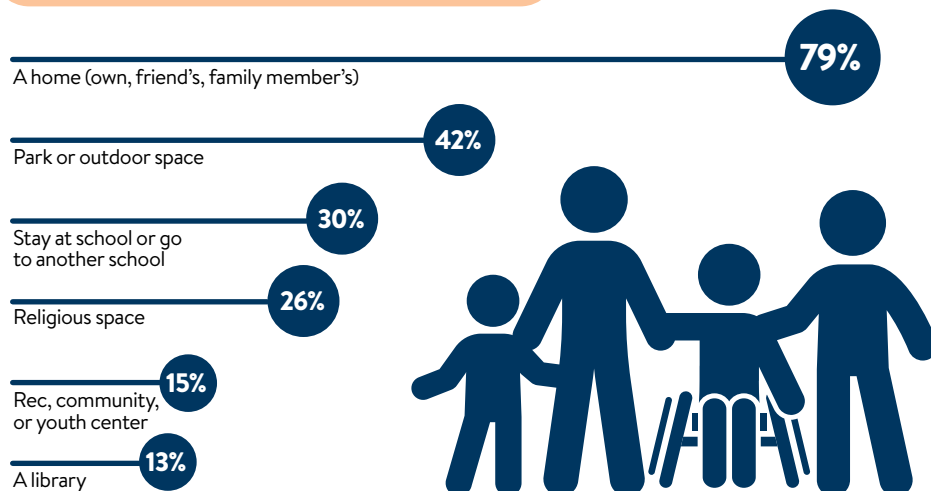 79%
A home (own, friend's, family member's)
42%
Park or outdoor space
30%
Stay at school or go
to another school
26%
Religious space
15%
Rec, community,
or youth center
13%
A library